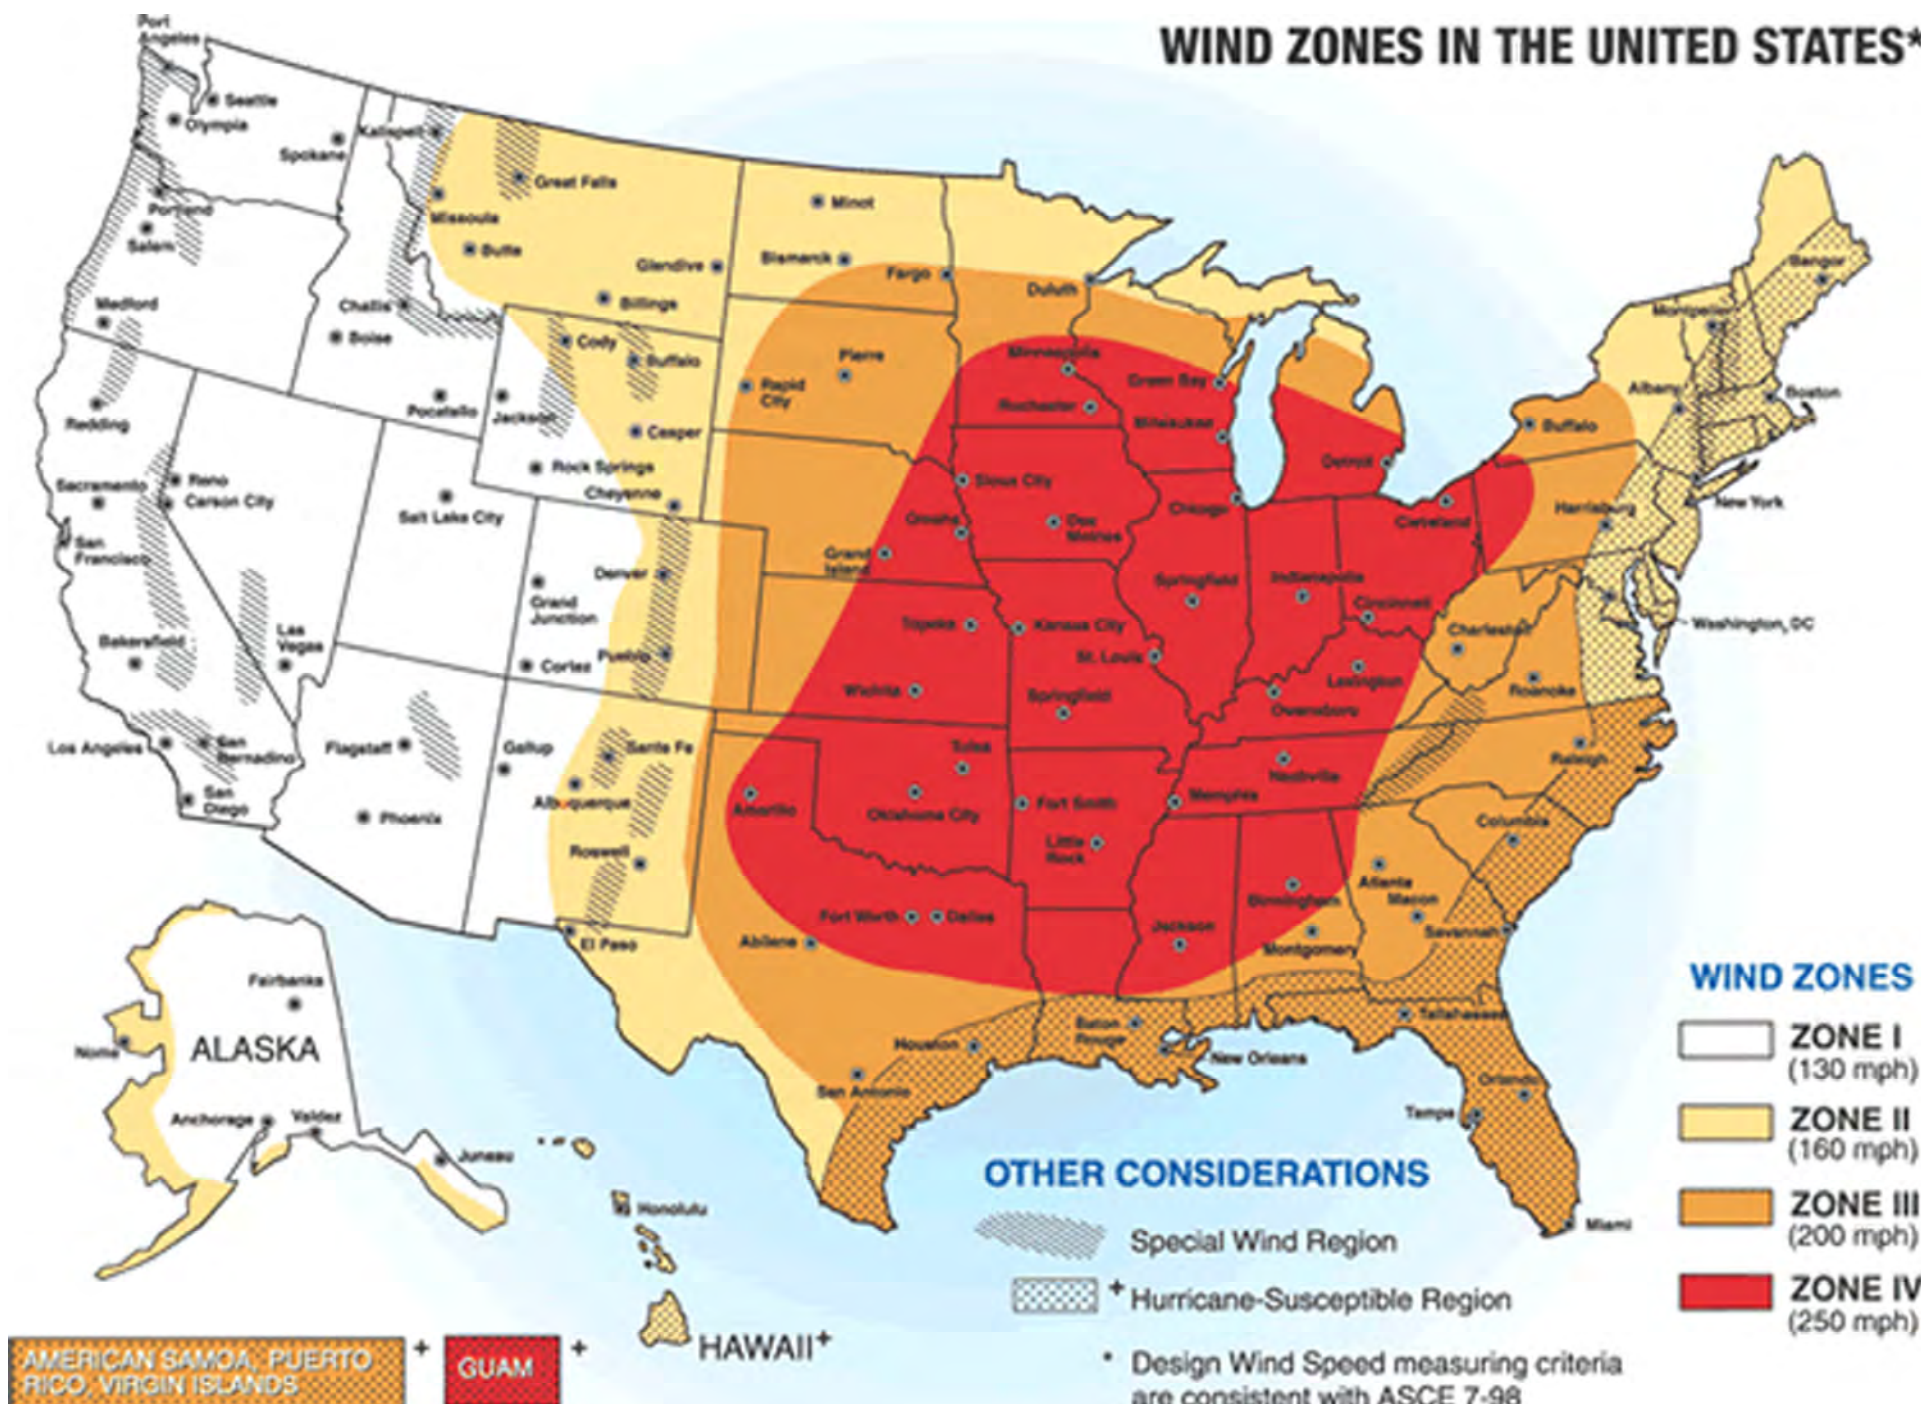 WIND ZONES IN THE UNITED STATES*
Port
Angeles
Seattle
Olympia
Spokane
Kalispell
Great Falls
Missoula
Butte
Glendive
Billings
Portland
Salem
Medford
Challis
Boise
Pocatello
Jackson
Cody
Buffalo
Casper
Rock Springs
Cheyenne
Minot
Bismarck
Fargo
Duluth
Pierre
Rapid
City
Minneapolis
Rochester
Green Bay
Milwaukee
Detroit
Buffalo
Albany
Montpelier
Bangor
Boston
New York
Harrisburg
Washington, DC
Redding
Sacramento
Reno
Carson City
San
Francisco
Salt Lake City
Denver
Grand
Junction
Pueblo
Cortez
Bakersfield
Las
Vegas
Los Angeles
San
Bernadino
San
Diego
Flagstaff
Phoenix
Gallup
Santa Fe
Albuquerque
Roswell
El Paso
Sioux City
Des
Moines
Omaha
Grand
Island
Chicago
Cleveland
Springfield
Indianapolis
Cincinnati
Topeka
Kansas City
St. Louis
Wichita
Springfield
Lexington
Owensboro
Charleston
Roanoke
Raleigh
Tulsa
Amarillo
Oklahoma City
Fort Smith
Little
Rock
Memphis
Nashville
Columbia
Atlanta
Macon
Birmingham
Savannah
Montgomery
Jackson
Fort Worth
Dallas
Abilene
Houston
San Antonio
Baton
Rouge
New Orleans
Tallahassee
Orlando
Tampa
Miami
Fairbanks
ALASKA
Nome
Anchorage
Valdez
Juneau
Honolulu
HAWAII+
AMERICAN SAMOA, PUERTO
RICO, VIRGIN ISLANDS
+
GUAM
+
OTHER CONSIDERATIONS
Special Wind Region
+ Hurricane-Susceptible Region
* Design Wind Speed measuring criteria
are consistent with ASCE 7-98
WIND ZONES
ZONE I
(130 mph)
ZONE II
(160 mph)
ZONE III
(200 mph)
ZONE IV
(250 mph)